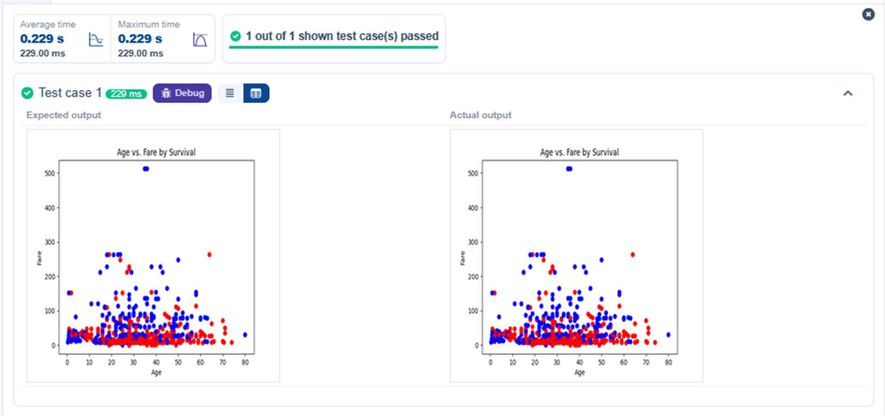 Average time
0.229 s
229.00 ms
Maximum time
0.229 s
229.00 ms
1 out of 1 shown test case(s) passed
Test case 1 229 ms Debug
Expected output
Actual output
Age vs. Fare by Survival
500
400
300
200
100
0
Fare
0 10 20 30 40 50 60 70 80
Age
Age vs. Fare by Survival
500
400
300
200
100
0
Fare
0 10 20 30 40 50 60 70 80
Age